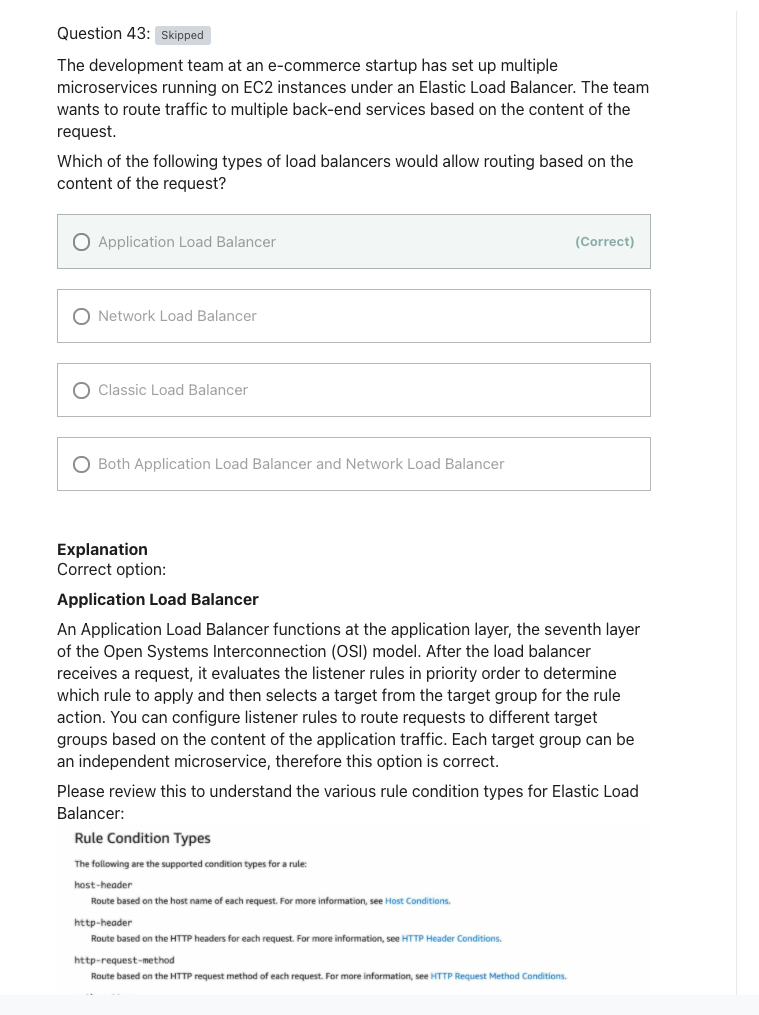 Question 43: Skipped
The development team at an e-commerce startup has set up multiple
microservices running on EC2 instances under an Elastic Load Balancer. The team
wants to route traffic to multiple back-end services based on the content of the
request.
Which of the following types of load balancers would allow routing based on the
content of the request?
Application Load Balancer (Correct)
Network Load Balancer
Classic Load Balancer
Both Application Load Balancer and Network Load Balancer
Explanation
Correct option:
Application Load Balancer
An Application Load Balancer functions at the application layer, the seventh layer
of the Open Systems Interconnection (OSI) model. After the load balancer
receives a request, it evaluates the listener rules in priority order to determine
which rule to apply and then selects a target from the target group for the rule
action. You can configure listener rules to route requests to different target
groups based on the content of the application traffic. Each target group can be
an independent microservice, therefore this option is correct.
Please review this to understand the various rule condition types for Elastic Load
Balancer:
Rule Condition Types
The following are the supported condition types for a rule:
host-header
Route based on the host name of each request. For more information, see Host Conditions.
http-header
Route based on the HTTP headers for each request. For more information, see HTTP Header Conditions.
http-request-method
Route based on the HTTP request method of each request. For more information, see HTTP Request Method Conditions.